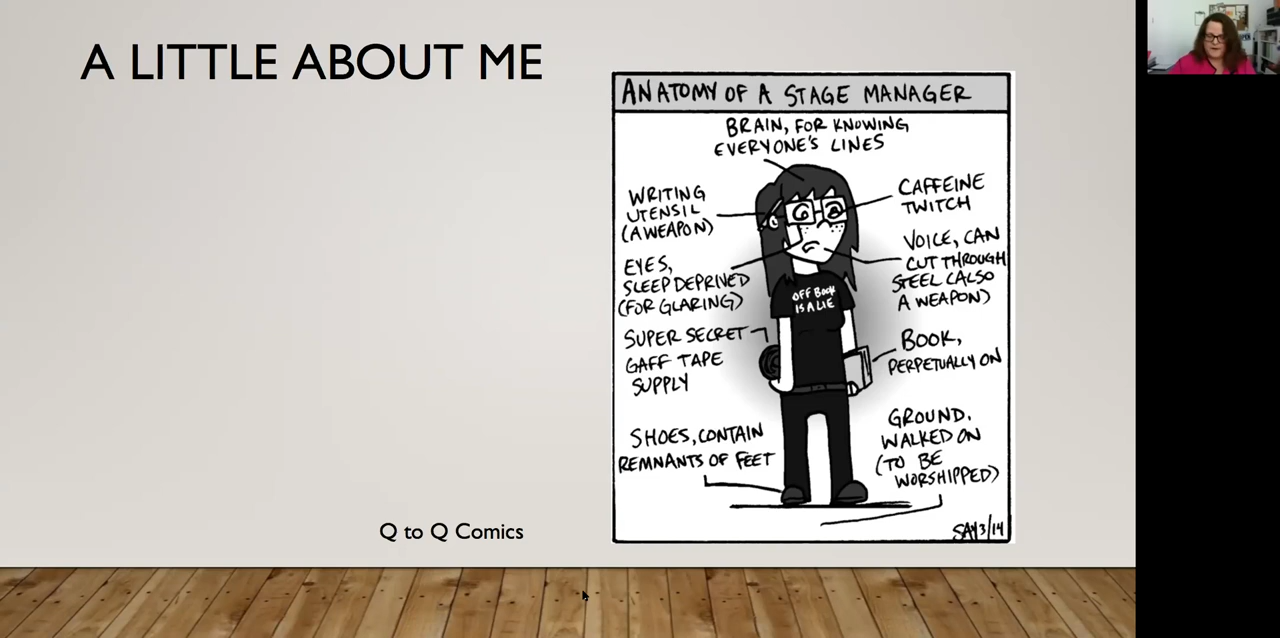 A LITTLE ABOUT ME
ANATOMY OF A STAGE MANAGER
BRAIN, FOR KNOWING
EVERYONE'S LINES
WRITING
UTENSIL
(A WEAPON)
CAFFEINE
TWITCH
EYES,
SLEEP DEPRIVED
(FOR GLARING)
VOICE, CAN
CUT THROUGH
STEEL (ALSO
A WEAPON)
OFF BOOK
IS A LIE
SUPER SECRET
GAFF TAPE
SUPPLY
BOOK,
PERPETUALLY ON
SHOES, CONTAIN
REMNANTS OF FEET
GROUND,
WALKED ON
(TO BE
WORSHIPPED)
SAY 3/14
Q to Q Comics